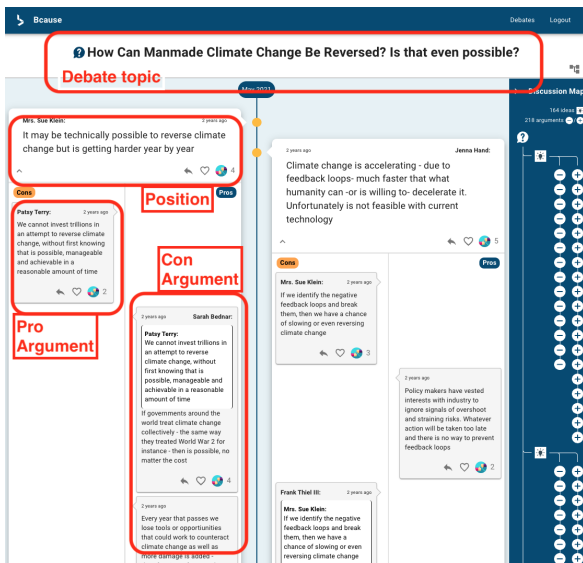 Bcause
Debates Logout
How Can Manmade Climate Change Be Reversed? Is that even possible?
Debate topic
May 2021
Mrs. Sue Klein: 2 years ago
It may be technically possible to reverse climate
change but is getting harder year by year
4
Position
Cons Pros
Patsy Terry: 2 years ago
We cannot invest trillions in
an attempt to reverse climate
change, without first knowing
that is possible, manageable
and achievable in a
reasonable amount of time
2
Pro
Argument
Con
Argument
2 years ago Sarah Bednar:
Patsy Terry:
We cannot invest trillions in
an attempt to reverse
climate change, without
first knowing that is
possible, manageable and
achievable in a reasonable
amount of time
If governments around the
world treat climate change
collectively - the same way
they treated World War 2 for
instance - then is possible, no
matter the cost
4
2 years ago
Every year that passes we
lose tools or opportunities
that could work to counteract
climate change as well as
more damage is added -
2 years ago Jenna Hand:
Climate change is accelerating - due to
feedback loops- much faster that what
humanity can -or is willing to- decelerate it.
Unfortunately is not feasible with current
technology
5
Cons Pros
Mrs. Sue Klein: 2 years ago
If we identify the negative
feedback loops and break
them, then we have a chance
of slowing or even reversing
climate change
3
2 years ago
Policy makers have vested
interests with industry to
ignore signals of overshoot
and straining risks. Whatever
action will be taken too late
and there is no way to prevent
feedback loops
2
Frank Thiel III: 2 years ago
Mrs. Sue Klein:
If we identify the negative
feedback loops and break
them, then we have a
chance of slowing or even
reversing climate change
Discussion Map
164 ideas
218 arguments